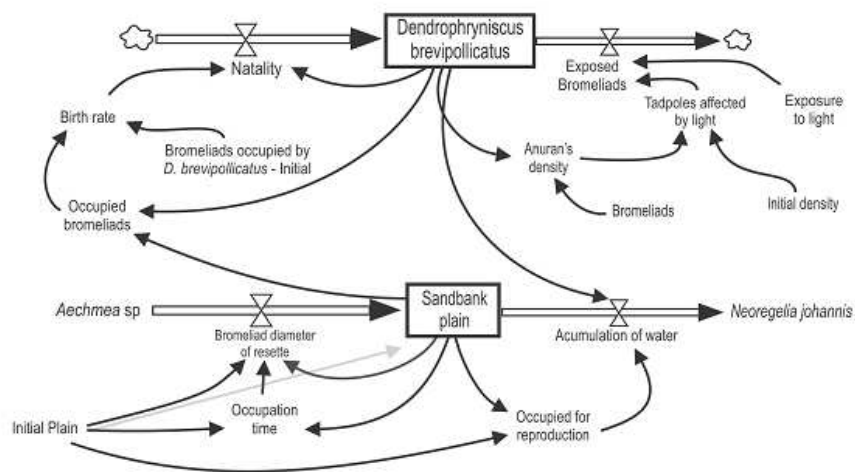 Dendrophryniscus
brevipollicatus
Natality
Exposed
Bromeliads
Tadpoles affected
by light
Exposure
to light
Birth rate
Bromeliads occupied by
D. brevipollicatus - Initial
Anuran's
density
Occupied
bromeliads
Bromeliads
Initial density
Aechmea sp
Sandbank
plain
Neoregelia johannis
Bromeliad diameter
of resette
Acumulation of water
Initial Plain
Occupation
time
Occupied for
reproduction